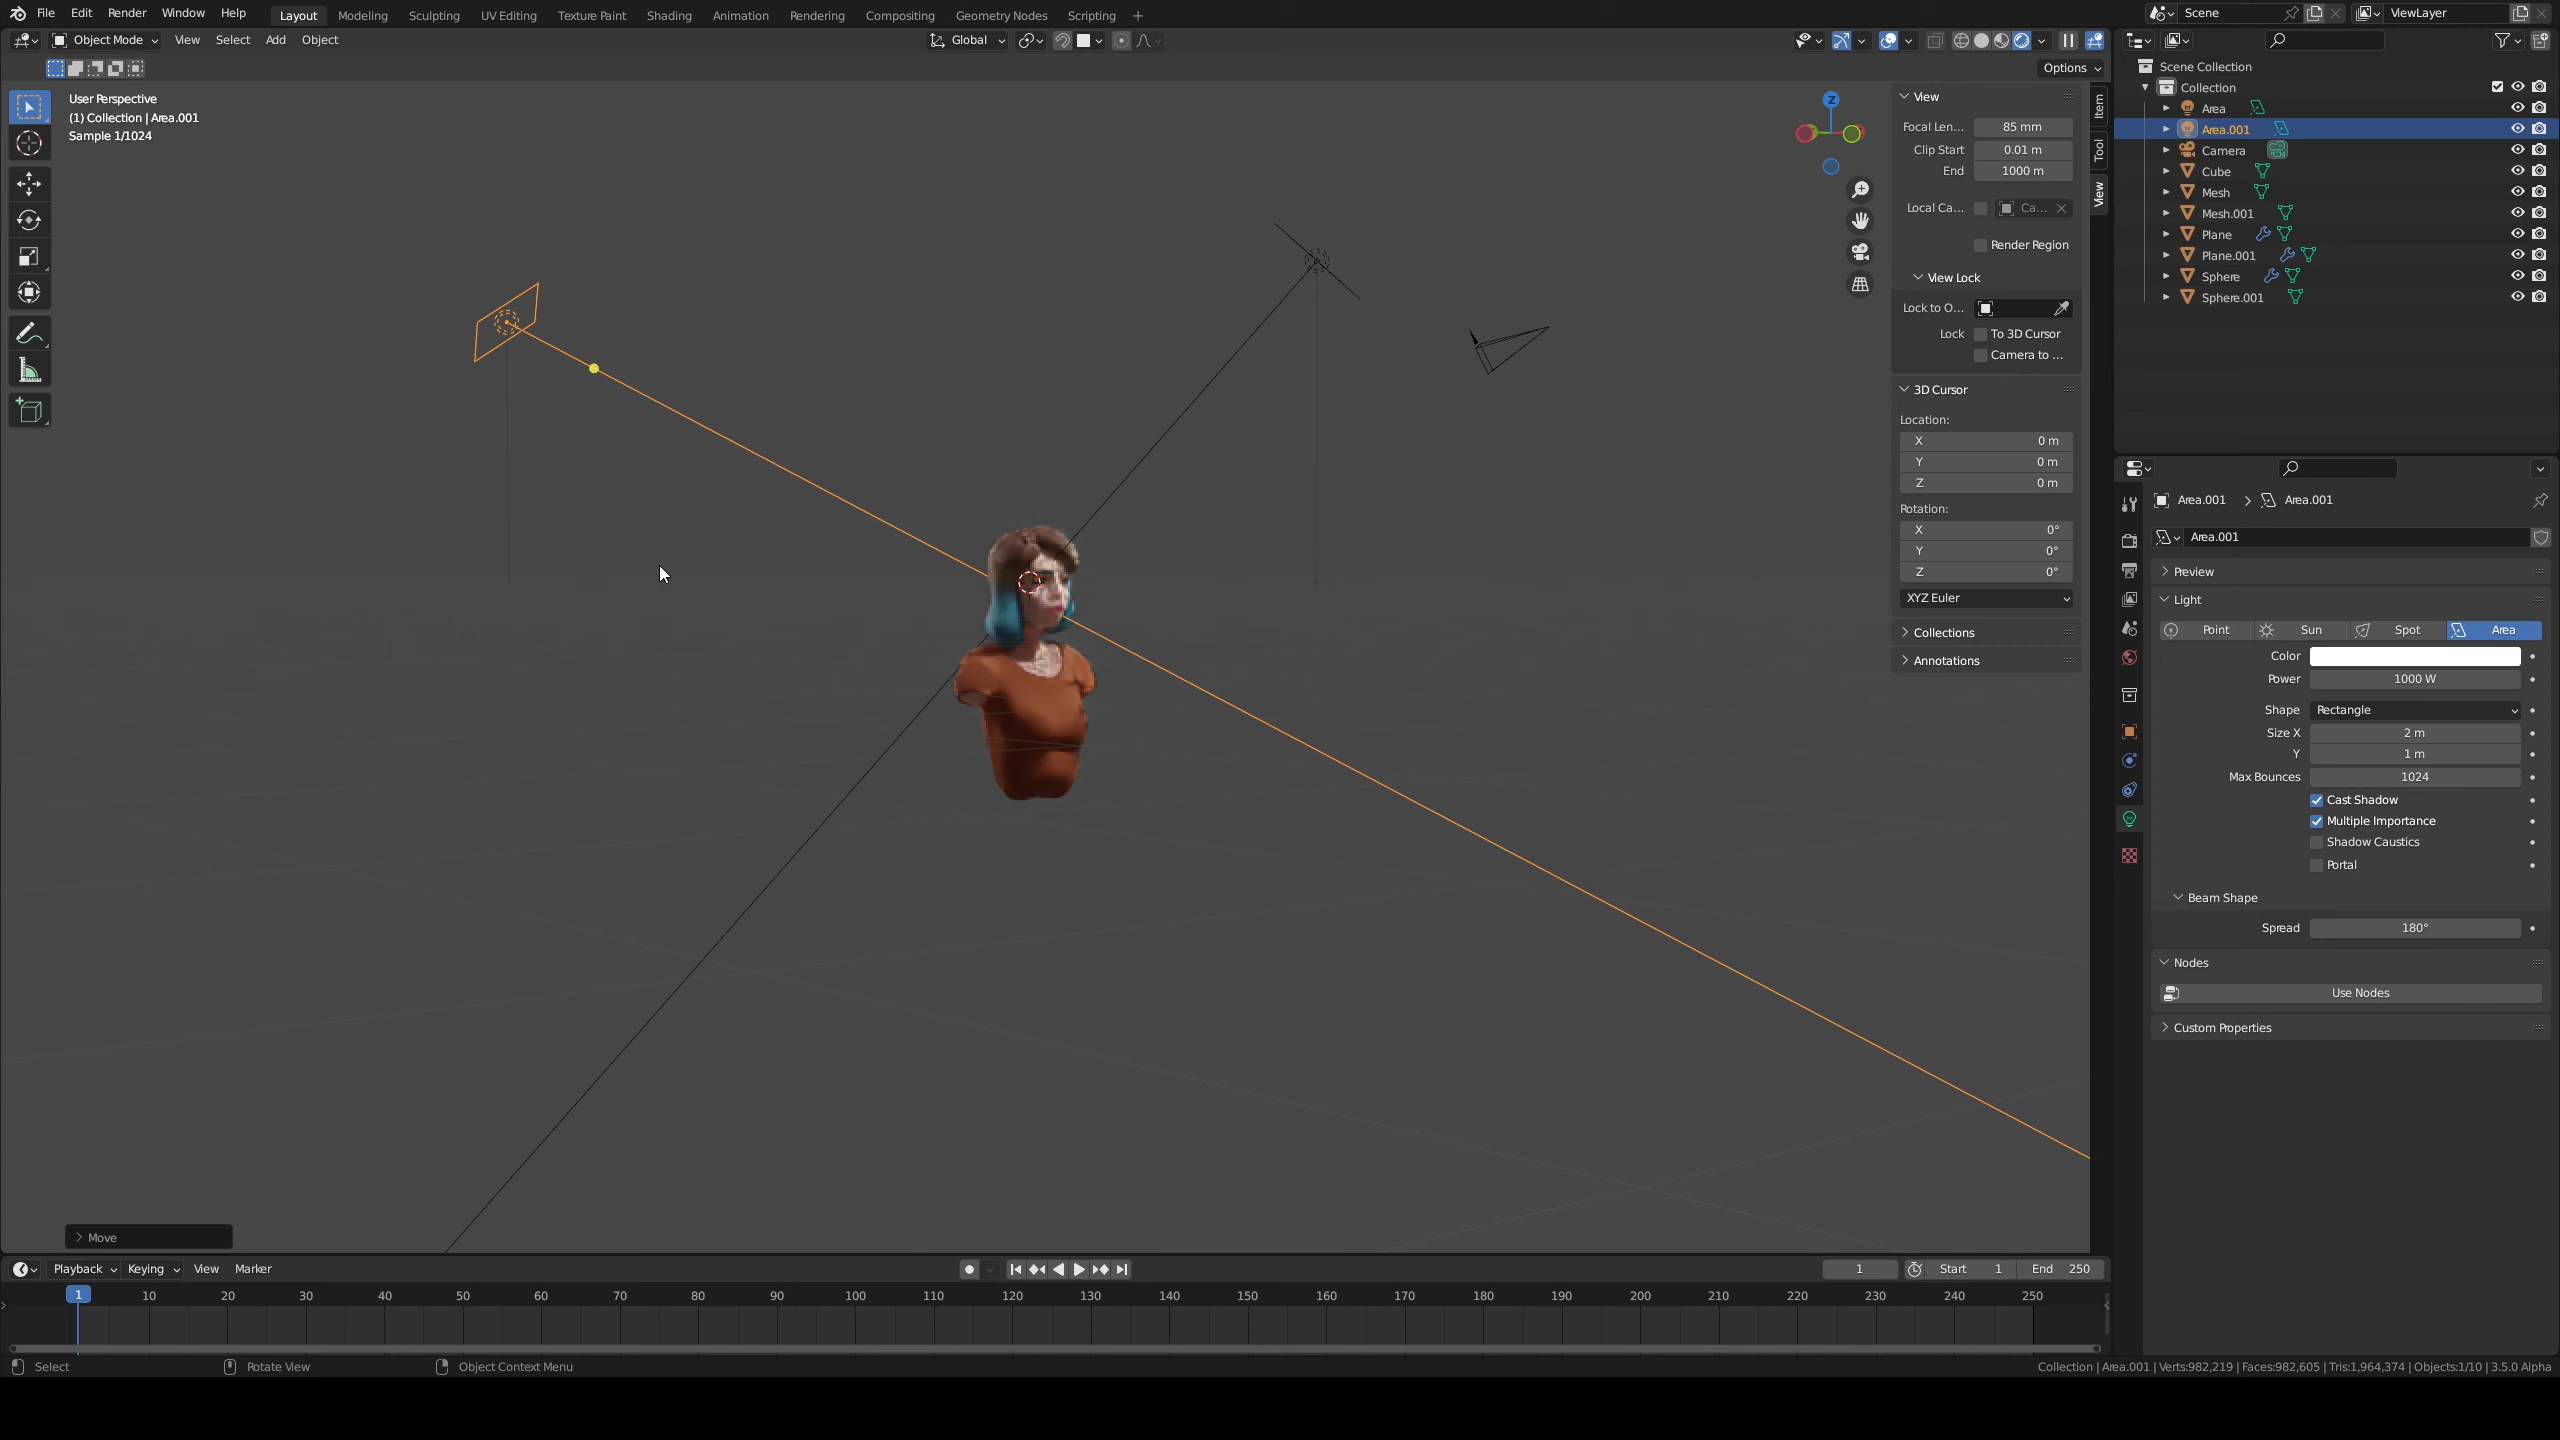 File Edit Render Window Help Layout Modeling Sculpting UV Editing Texture Paint Shading Animation Rendering Compositing Geometry Nodes Scripting + Scene ViewLayer
Object Mode View Select Add Object Global
Options
User Perspective
(1) Collection | Area.001
Sample 1/1024
Z
View
Focal Len... 85 mm
Clip Start 0.01 m
End 1000 m
Local Ca... Ca...
Render Region
View Lock
Lock to O...
Lock To 3D Cursor
Camera to ...
3D Cursor
Location:
X 0 m
Y 0 m
Z 0 m
Rotation:
X 0°
Y 0°
Z 0°
XYZ Euler
Collections
Annotations
Item
Tool
View
Scene Collection
Collection
Area
Area.001
Camera
Cube
Mesh
Mesh.001
Plane
Plane.001
Sphere
Sphere.001
Area.001 Area.001
Area.001
Preview
Light
Point Sun Spot Area
Color
Power 1000 W
Shape Rectangle
Size X 2 m
Y 1 m
Max Bounces 1024
Cast Shadow
Multiple Importance
Shadow Caustics
Portal
Beam Shape
Spread 180°
Nodes
Use Nodes
Custom Properties
Move
Playback Keying View Marker 1 Start 1 End 250
1 10 20 30 40 50 60 70 80 90 100 110 120 130 140 150 160 170 180 190 200 210 220 230 240 250
Select Rotate View Object Context Menu Collection | Area.001 | Verts:982,219 | Faces:982,605 | Tris:1,964,374 | Objects:1/10 | 3.5.0 Alpha